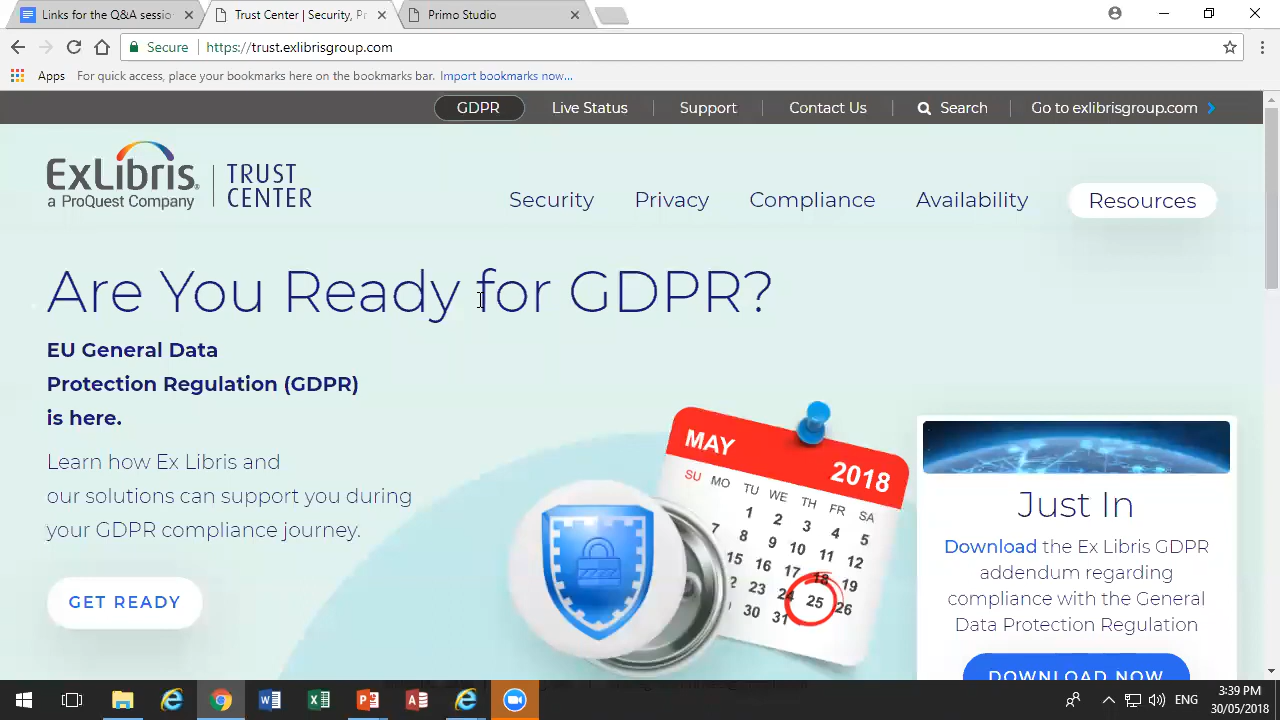 Links for the Q&A sessio
Trust Center | Security, Pr
Primo Studio
Secure
https://trust.exlibrisgroup.com
Apps
For quick access, place your bookmarks here on the bookmarks bar. Import bookmarks now...
GDPR
Live Status
Support
Contact Us
Search
Go to exlibrisgroup.com
ExLibris
a ProQuest Company
TRUST
CENTER
Security
Privacy
Compliance
Availability
Resources
Are You Ready for GDPR?
EU General Data
Protection Regulation (GDPR)
is here.
Learn how Ex Libris and
our solutions can support you during
your GDPR compliance journey.
GET READY
MAY
2018
SU MO TU WE TH FR SA
1 2 3 4 5
7 8 9 10 11 12
15 16 17 18 19
23 24 25 26
30 31
Just In
Download the Ex Libris GDPR
addendum regarding
compliance with the General
Data Protection Regulation
DOWNLOAD NOW
ENG
3:39 PM
30/05/2018